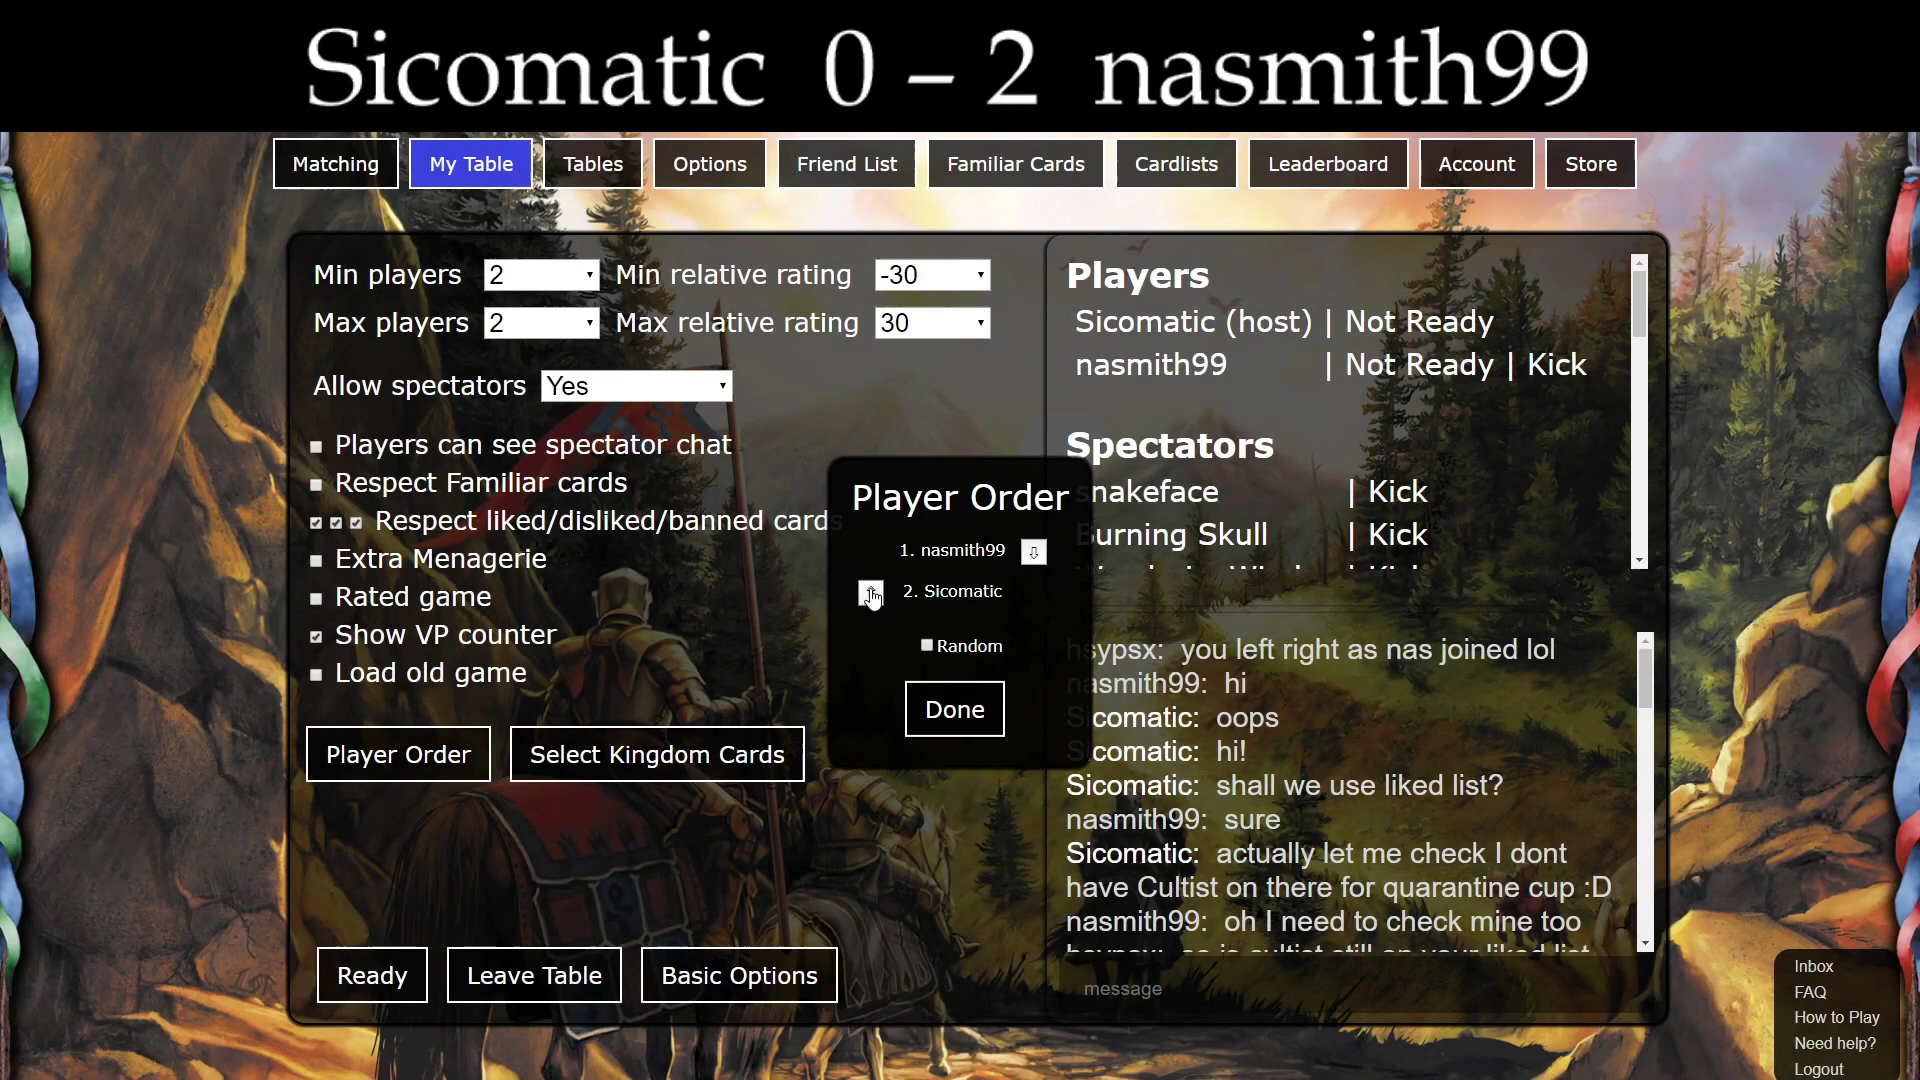 Sicomatic 0 – 2 nasmith99
Matching My Table Tables Options Friend List Familiar Cards Cardlists Leaderboard Account Store
Min players 2 Min relative rating -30
Max players 2 Max relative rating 30
Allow spectators Yes
Players can see spectator chat
Respect Familiar cards
Respect liked/disliked/banned cards
Extra Menagerie
Rated game
Show VP counter
Load old game
Player Order Select Kingdom Cards
Ready Leave Table Basic Options
Player Order
1. nasmith99
2. Sicomatic
Random
Done
Players
Sicomatic (host) | Not Ready
nasmith99 | Not Ready | Kick
Spectators
snakeface | Kick
Burning Skull | Kick
hsypsx: you left right as nas joined lol
nasmith99: hi
Sicomatic: oops
Sicomatic: hi!
Sicomatic: shall we use liked list?
nasmith99: sure
Sicomatic: actually let me check I dont
have Cultist on there for quarantine cup :D
nasmith99: oh I need to check mine too
message
Inbox
FAQ
How to Play
Need help?
Logout